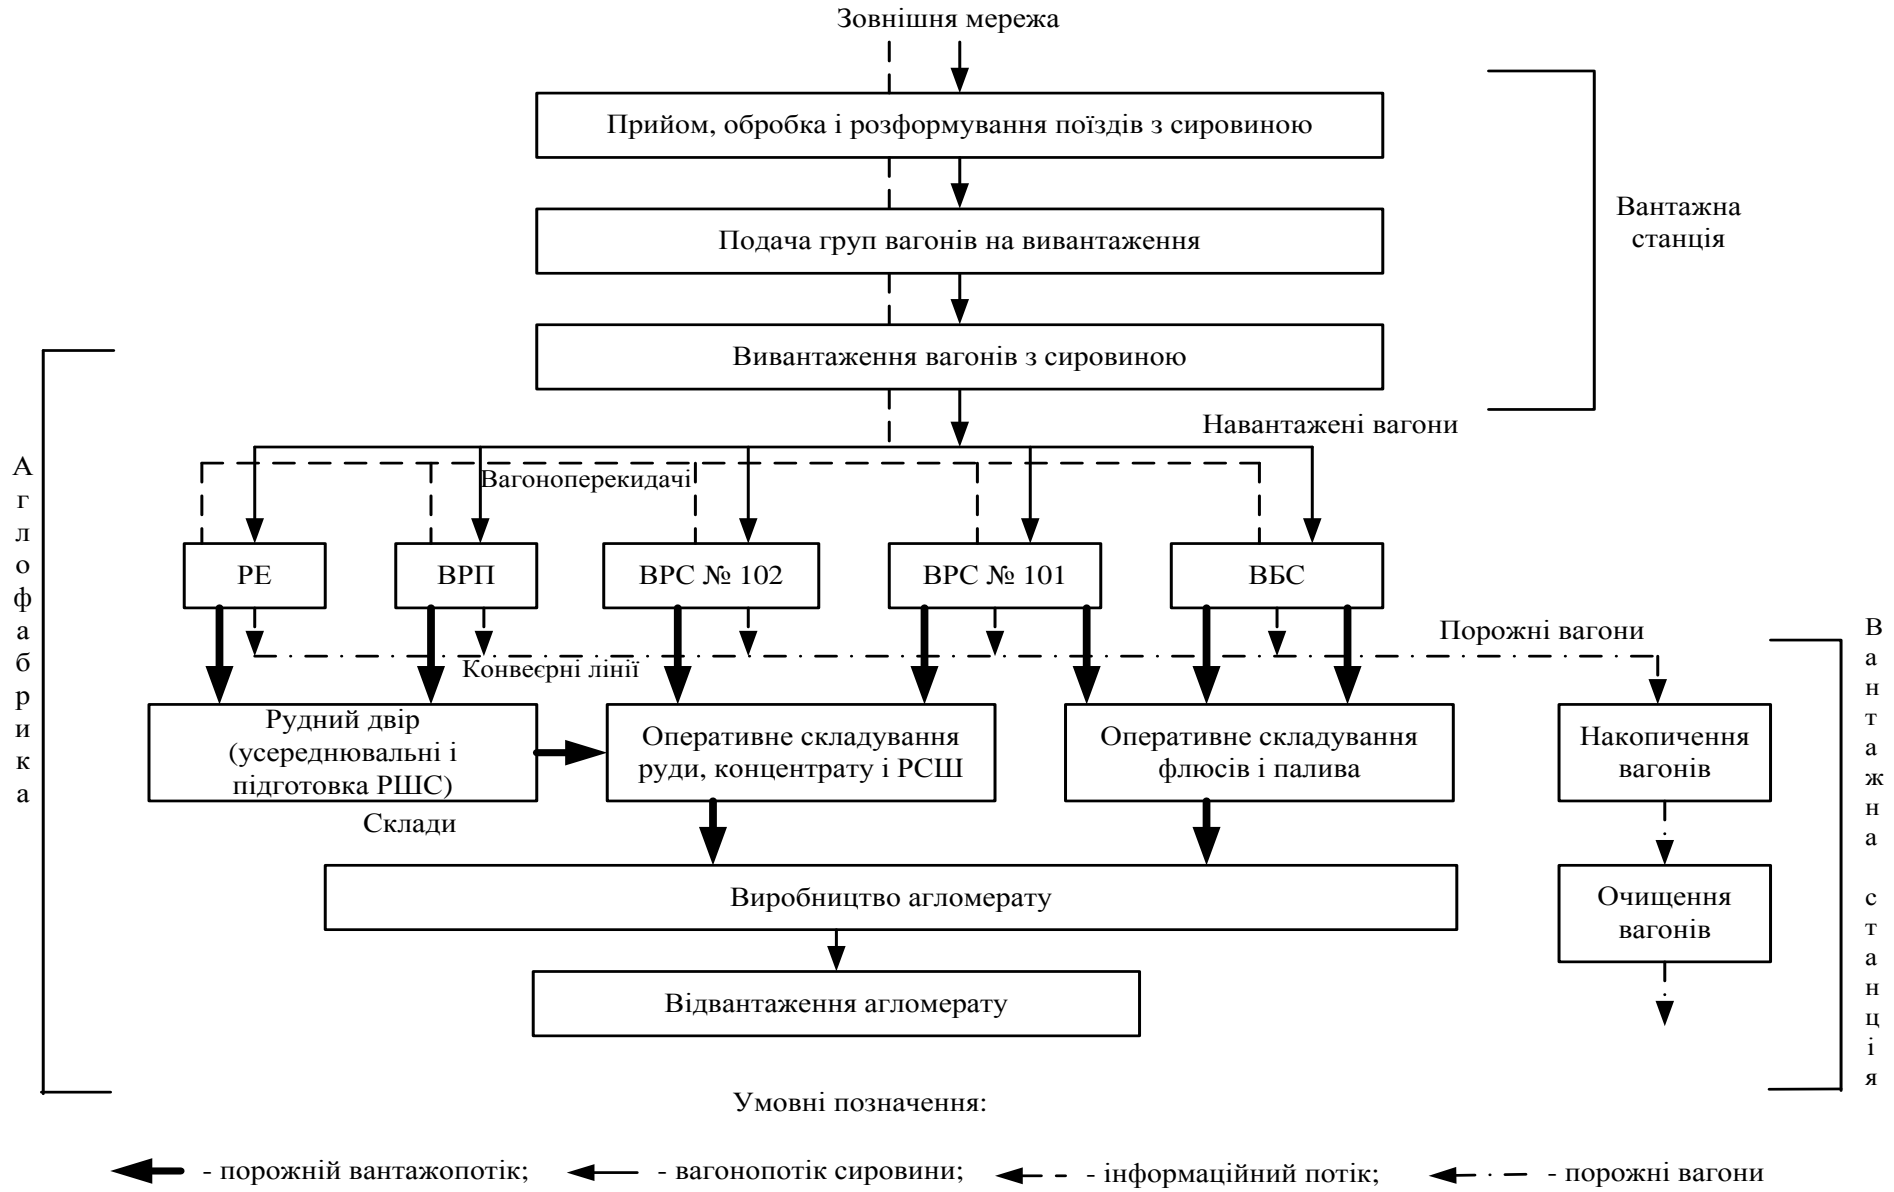 Зовнішня мережа
Прийом, обробка і розформування поїздів з сировиною
Вантажна
станція
Подача груп вагонів на вивантаження
Вивантаження вагонів з сировиною
Навантажені вагони
Аглофабрика
Вагоноперекидачі
РЕ
ВРП
ВРС № 102
ВРС № 101
ВБС
Порожні вагони
Вантажна станція
Конвеєрні лінії
Рудний двір
(усереднювальні і
підготовка РШС)
Оперативне складування
руди, концентрату і РСШ
Оперативне складування
флюсів і палива
Накопичення
вагонів
Склади
Виробництво агломерату
Очищення
вагонів
Відвантаження агломерату
Умовні позначення:
- порожній вантажопотік; - вагонопотік сировини; - інформаційний потік; - порожні вагони